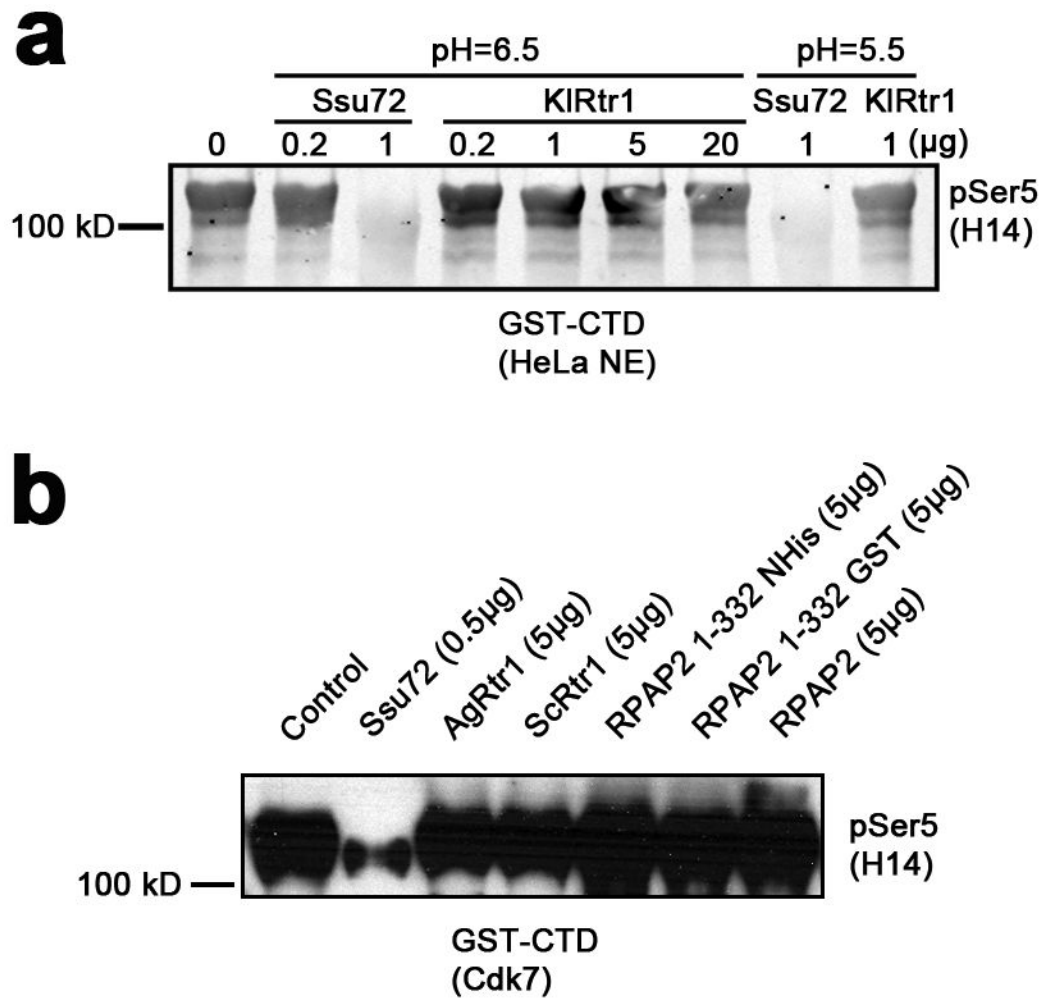 a
pH=6.5 pH=5.5
Ssu72 KlRtr1 Ssu72 KlRtr1
0 0.2 1 0.2 1 5 20 1 1 (µg)
100 kD
pSer5
(H14)
GST-CTD
(HeLa NE)
b
Control
Ssu72 (0.5µg)
AgRtr1 (5µg)
ScRtr1 (5µg)
RPAP2 1-332 NHis (5µg)
RPAP2 1-332 GST (5µg)
RPAP2 (5µg)
100 kD
pSer5
(H14)
GST-CTD
(Cdk7)